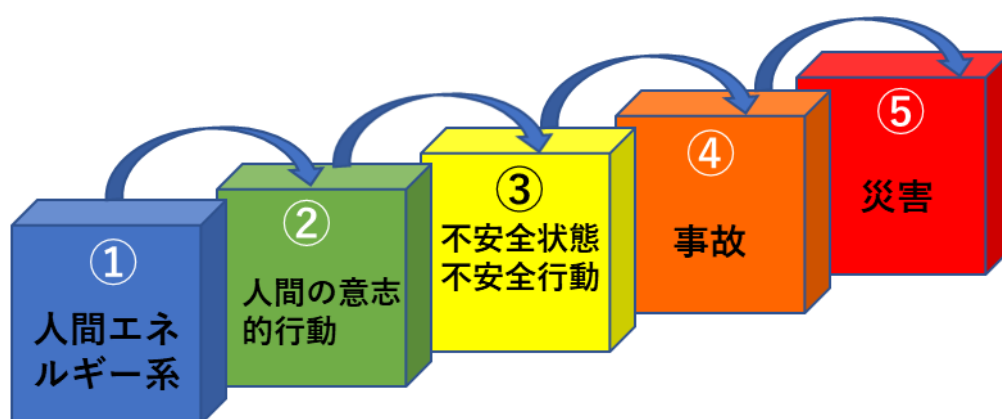 ①
人間エネ
ルギー系
②
人間の意志
的行動
③
不安全状態
不安全行動
④
事故
⑤
災害